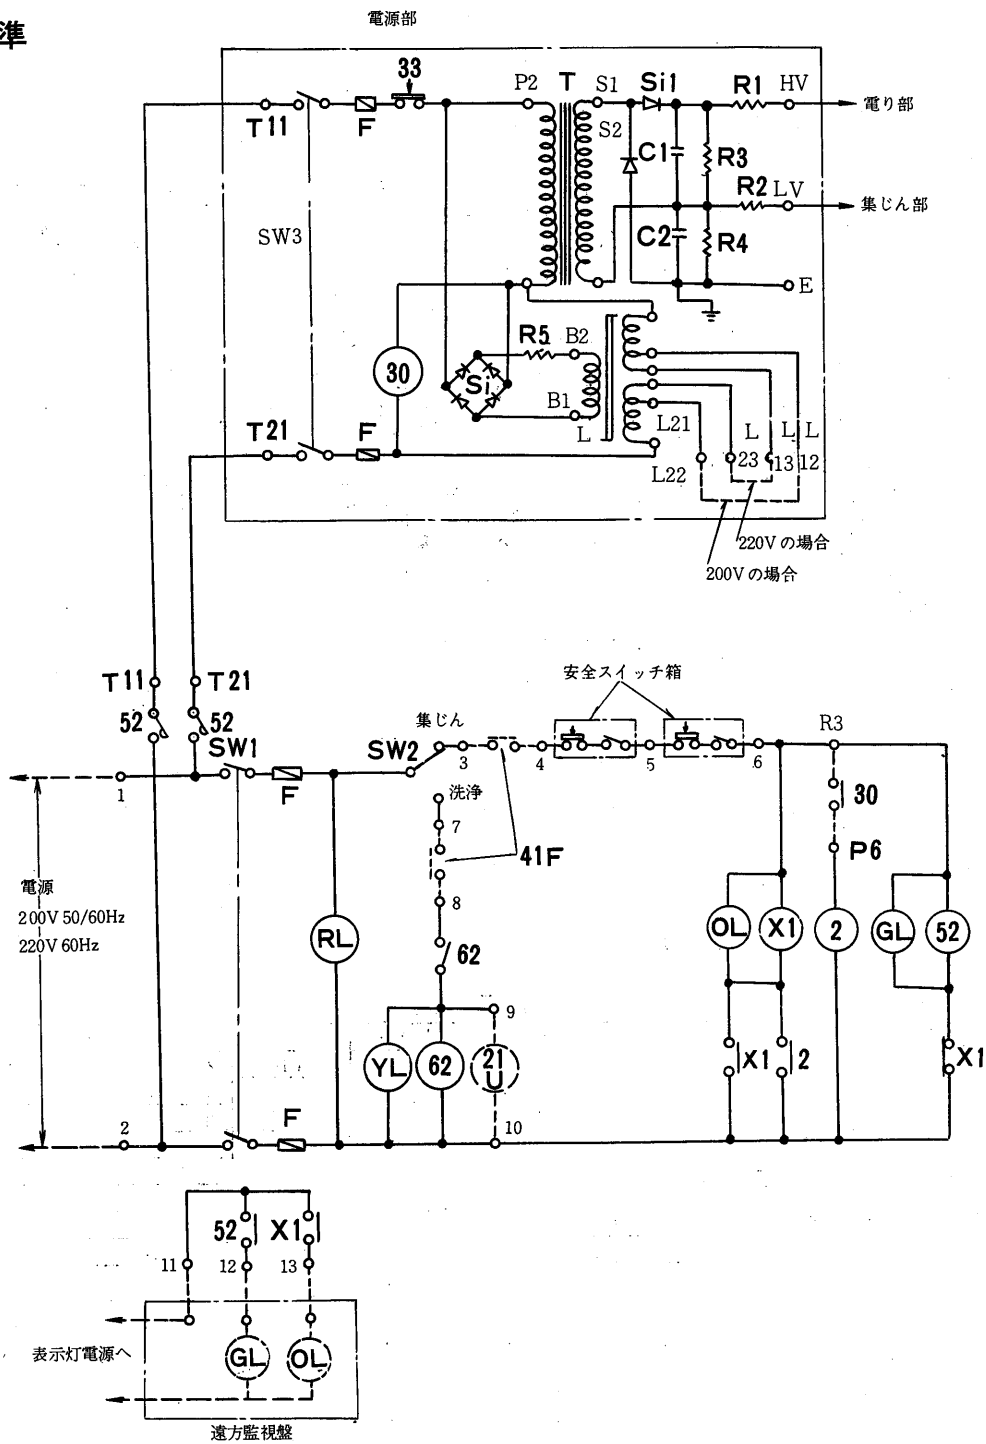 準
電源部
33
P2 T S1 Si1 R1 HV
電り部
T11 F
S2
C1 R3
R2 LV
集じん部
SW3
C2 R4
E
R5 B2
30 Si
B1
L
T21 F
L21 L L L
L22 23 13 12
220Vの場合
200Vの場合
T11 T21
安全スイッチ箱
52 52
集じん
R3
SW1 SW2
3 4 5 6
1 F
洗浄
30
7
41F P6
電源
200V 50/60Hz
220V 60Hz
8
RL OL X1 2 GL 52
62
9
YL 62 21U
X1 2 X1
F
2 10
52 X1
11 12 13
表示灯電源へ
GL OL
遠方監視盤